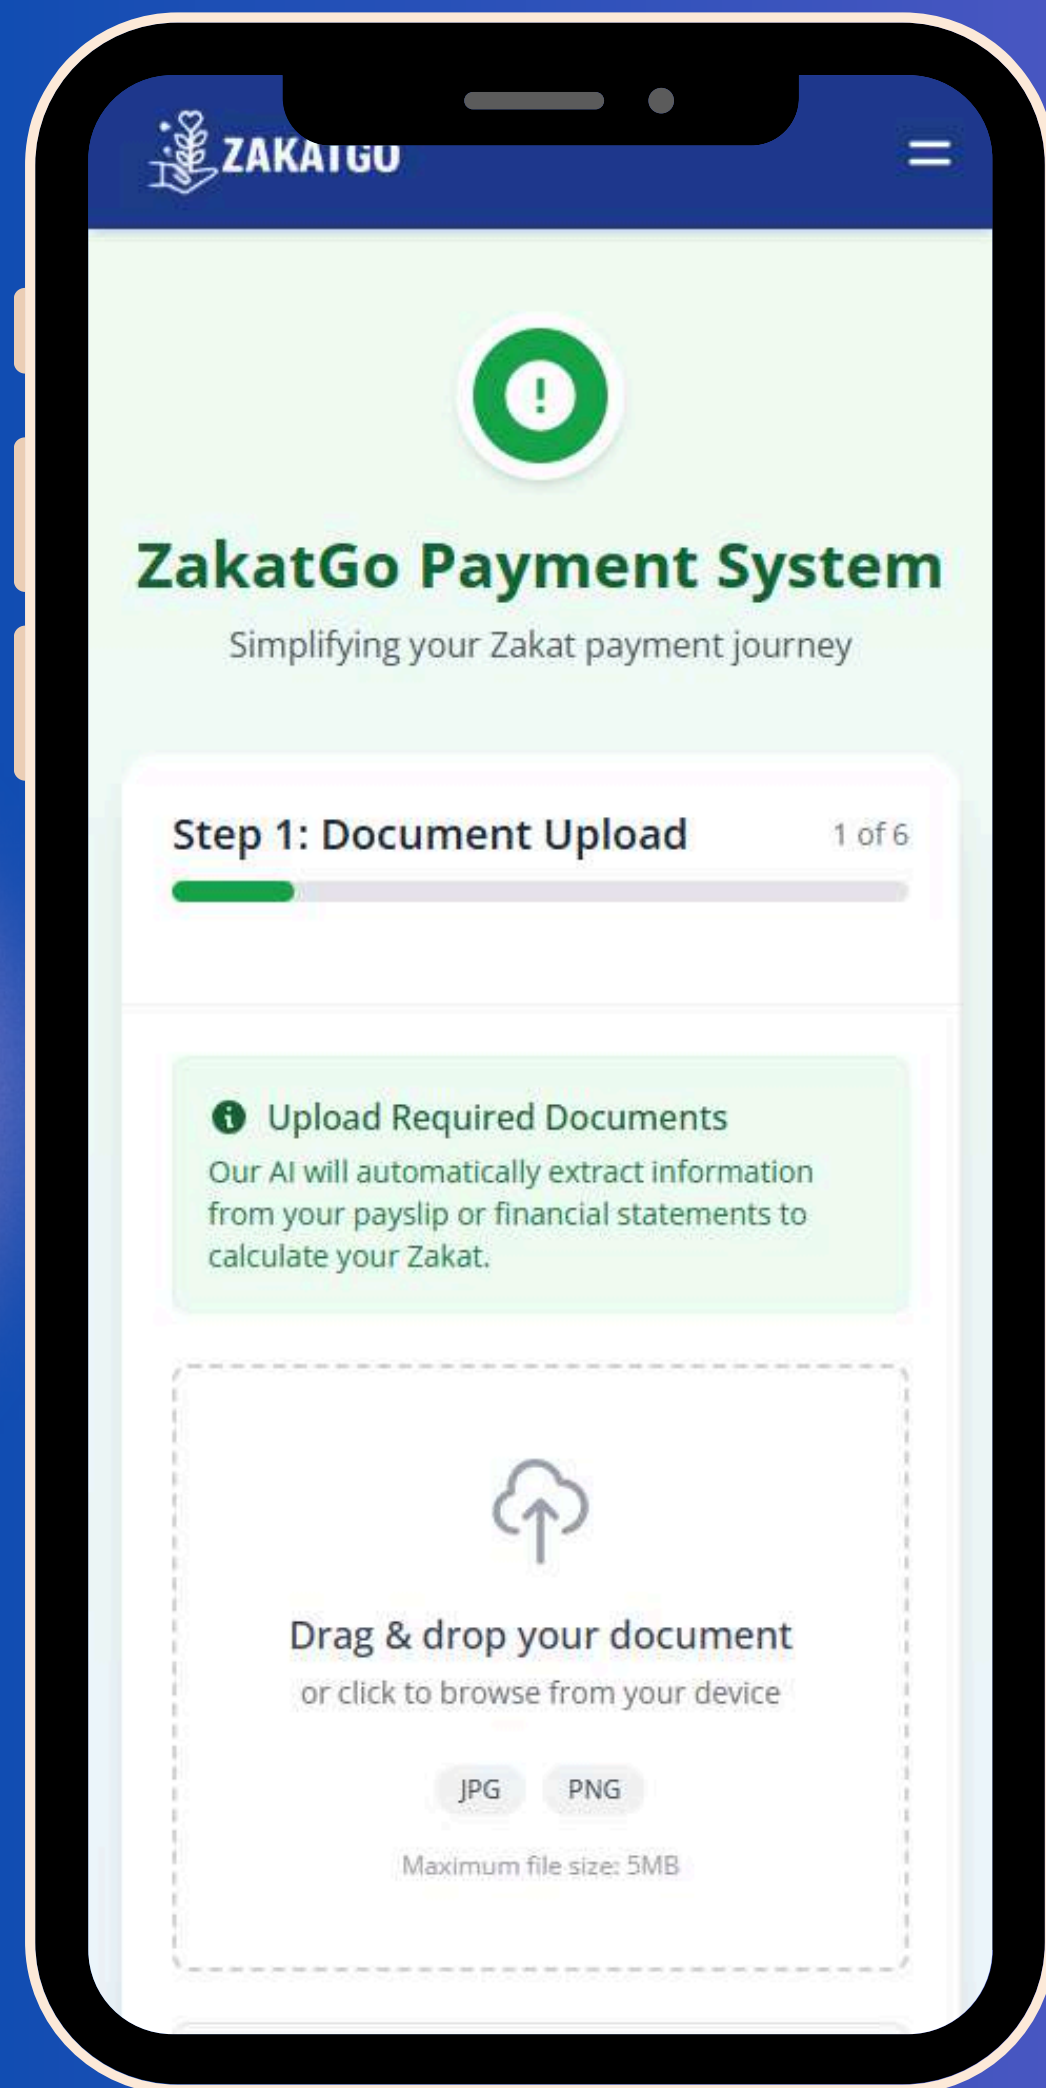 ZAKATGO
ZakatGo Payment System
Simplifying your Zakat payment journey
Step 1: Document Upload
1 of 6
Upload Required Documents
Our AI will automatically extract information
from your payslip or financial statements to
calculate your Zakat.
Drag & drop your document
or click to browse from your device
JPG PNG
Maximum file size: 5MB